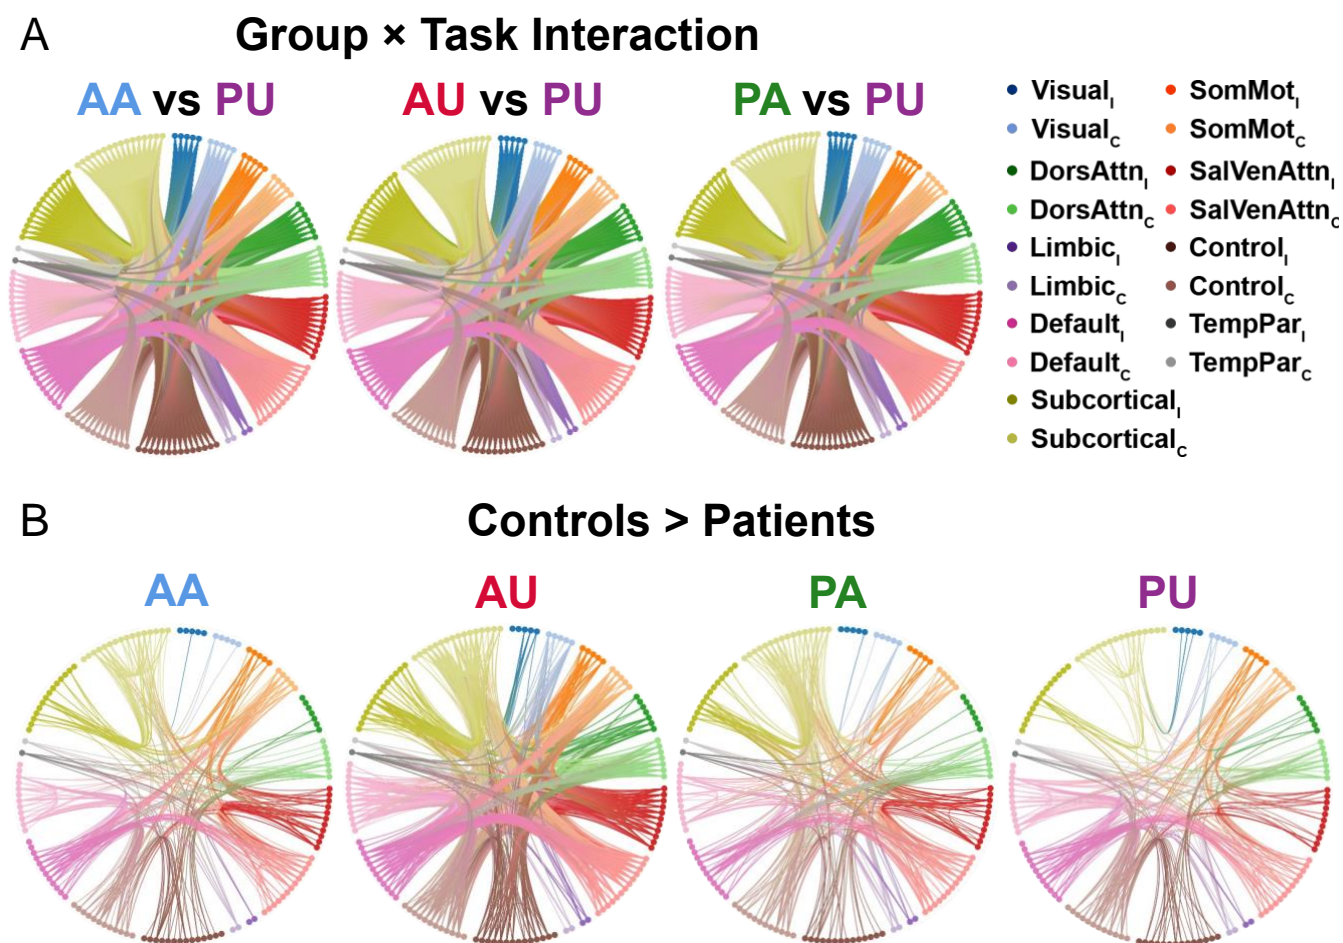 A Group × Task Interaction
AA vs PU AU vs PU PA vs PU
Visual_I SomMot_I
Visual_C SomMot_C
DorsAttn_I SalVenAttn_I
DorsAttn_C SalVenAttn_C
Limbic_I Control_I
Limbic_C Control_C
Default_I TempPar_I
Default_C TempPar_C
Subcortical_I
Subcortical_C
B Controls > Patients
AA AU PA PU